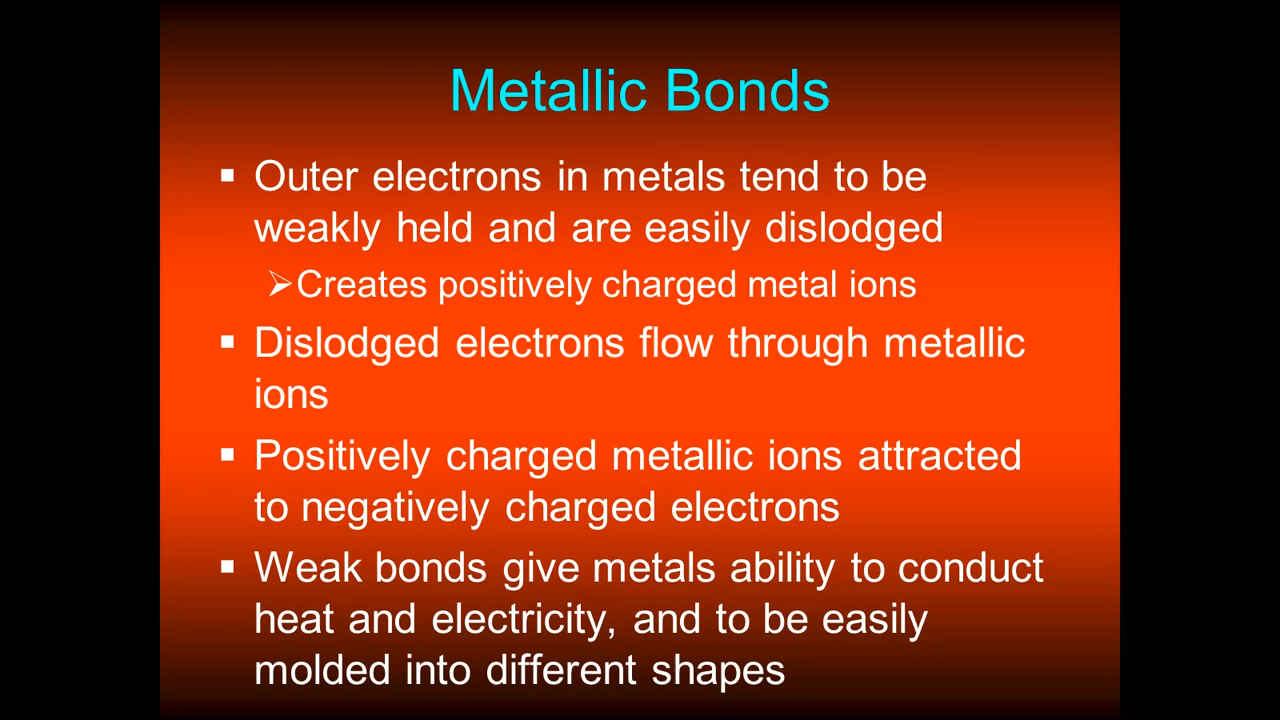 Metallic Bonds
▪ Outer electrons in metals tend to be
weakly held and are easily dislodged
➢Creates positively charged metal ions
▪ Dislodged electrons flow through metallic
ions
▪ Positively charged metallic ions attracted
to negatively charged electrons
▪ Weak bonds give metals ability to conduct
heat and electricity, and to be easily
molded into different shapes